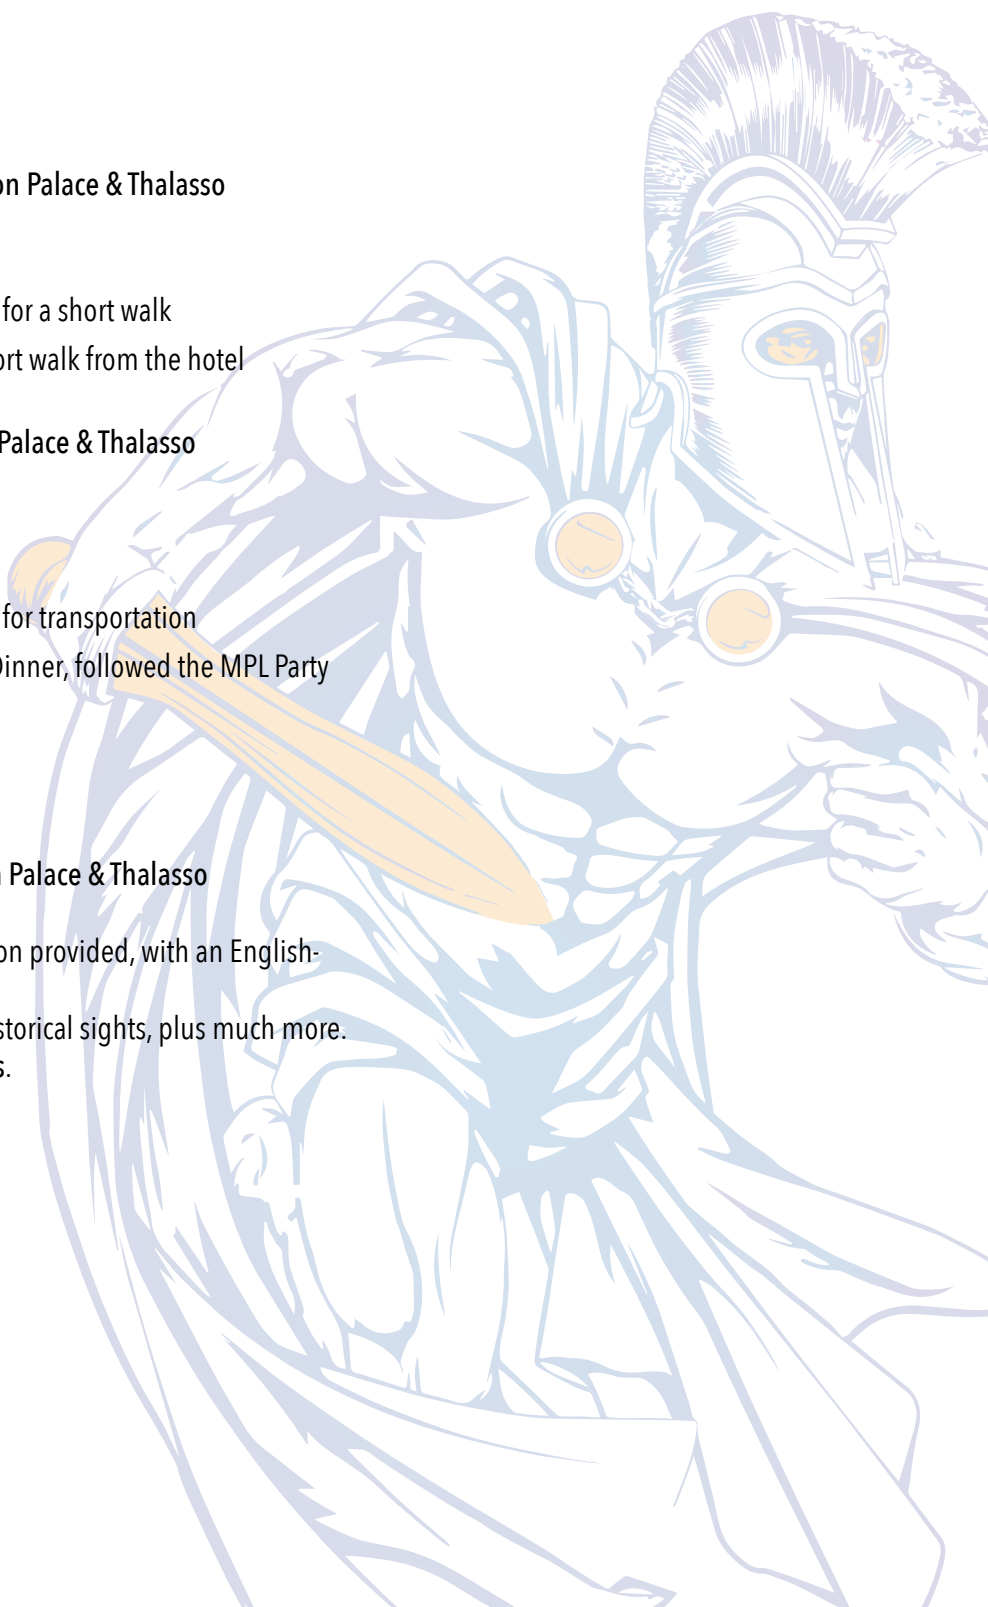 on Palace & Thalasso
for a short walk
ort walk from the hotel
Palace & Thalasso
for transportation
Dinner, followed the MPL Party
n Palace & Thalasso
on provided, with an English-
storical sights, plus much more.
s.